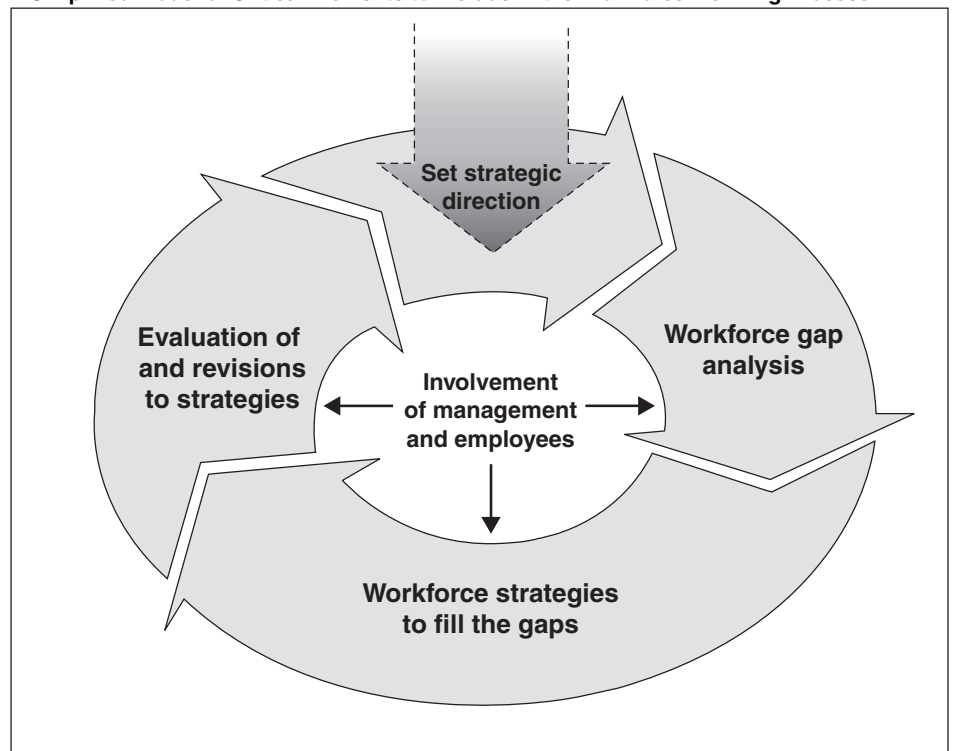 Set strategic
direction
Workforce gap
analysis
Workforce strategies
to fill the gaps
Evaluation of
and revisions
to strategies
Involvement
of management
and employees